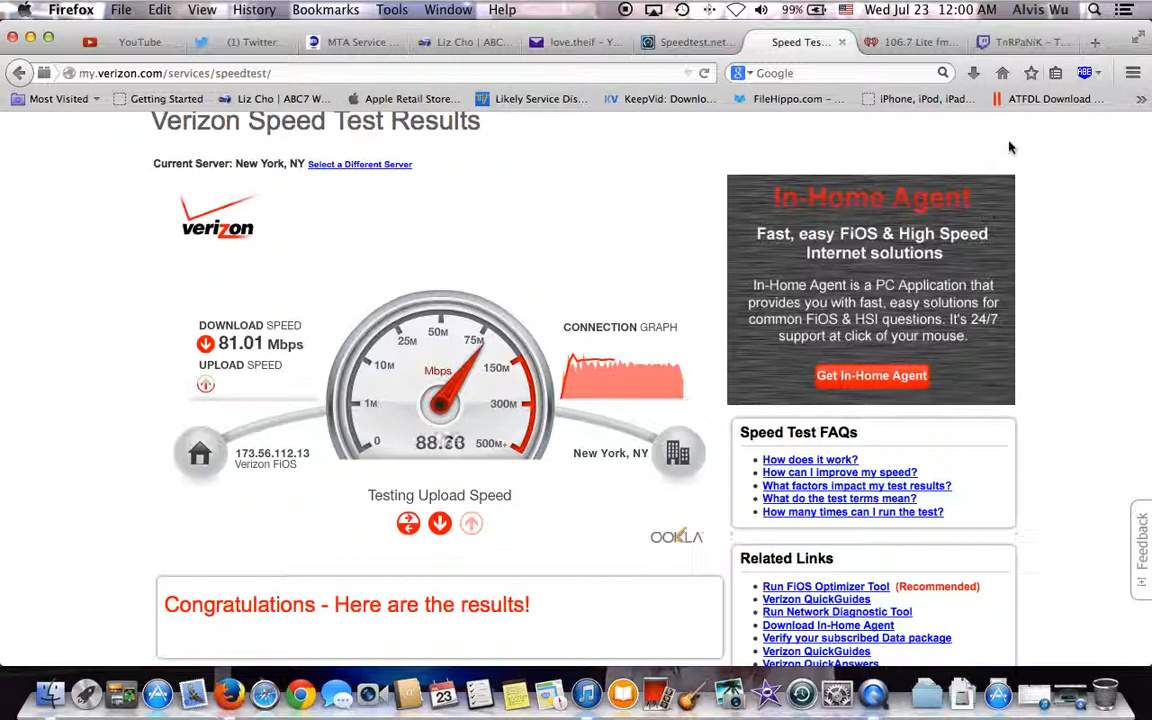 Firefox File Edit View History Bookmarks Tools Window Help 99% Wed Jul 23 12:00 AM Alvis Wu
YouTube (1) Twitter MTA Service ... Liz Cho | ABC... love.theif - Y... Speedtest.net... Speed Tes... 106.7 Lite fm... TnRPaNiK - T...
my.verizon.com/services/speedtest/ Google
Most Visited Getting Started Liz Cho | ABC7 W... Apple Retail Store... Likely Service Dis... KeepVid: Downlo... FileHippo.com - ... iPhone, iPod, iPad... ATFDL Download ...
Verizon Speed Test Results
Current Server: New York, NY Select a Different Server
verizon
DOWNLOAD SPEED
81.01 Mbps
UPLOAD SPEED
0 1M 10M 25M 50M 75M 150M 300M 500M+
Mbps
CONNECTION GRAPH
173.56.112.13
Verizon FiOS
New York, NY
Testing Upload Speed
OOKLA
Congratulations - Here are the results!
In-Home Agent
Fast, easy FiOS & High Speed
Internet solutions
In-Home Agent is a PC Application that
provides you with fast, easy solutions for
common FiOS & HSI questions. It's 24/7
support at click of your mouse.
Get In-Home Agent
Speed Test FAQs
How does it work?
How can I improve my speed?
What factors impact my test results?
What do the test terms mean?
How many times can I run the test?
Related Links
Run FiOS Optimizer Tool (Recommended)
Verizon QuickGuides
Run Network Diagnostic Tool
Download In-Home Agent
Verify your subscribed Data package
Verizon QuickGuides
Verizon QuickAnswers
Feedback
ABE
23